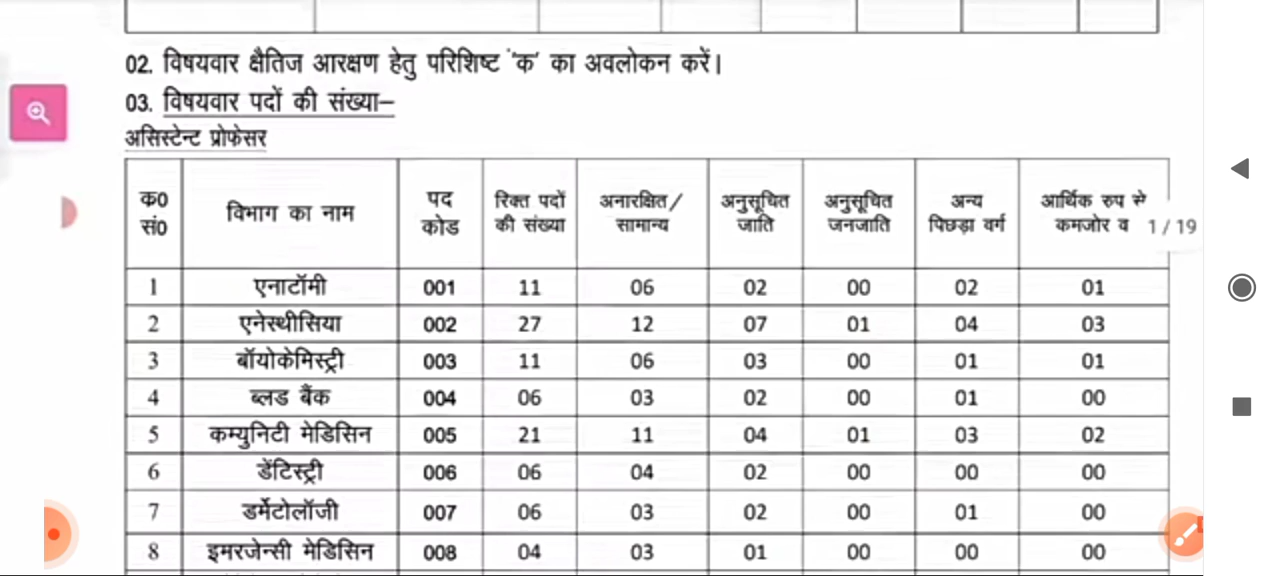 02. विषयवार क्षैतिज आरक्षण हेतु परिशिष्ट 'क' का अवलोकन करें।
03. विषयवार पदों की संख्या–
असिस्टेन्ट प्रोफेसर
क0 सं0 विभाग का नाम पद कोड रिक्त पदों की संख्या अनारक्षित/ सामान्य अनुसूचित जाति अनुसूचित जनजाति अन्य पिछड़ा वर्ग आर्थिक रुप से कमजोर व
1 / 19
1 एनाटॉमी 001 11 06 02 00 02 01
2 एनेस्थीसिया 002 27 12 07 01 04 03
3 बॉयोकेमिस्ट्री 003 11 06 03 00 01 01
4 ब्लड बैंक 004 06 03 02 00 01 00
5 कम्युनिटी मेडिसिन 005 21 11 04 01 03 02
6 डेंटिस्ट्री 006 06 04 02 00 00 00
7 डर्मेटोलॉजी 007 06 03 02 00 01 00
8 इमरजेन्सी मेडिसिन 008 04 03 01 00 00 00